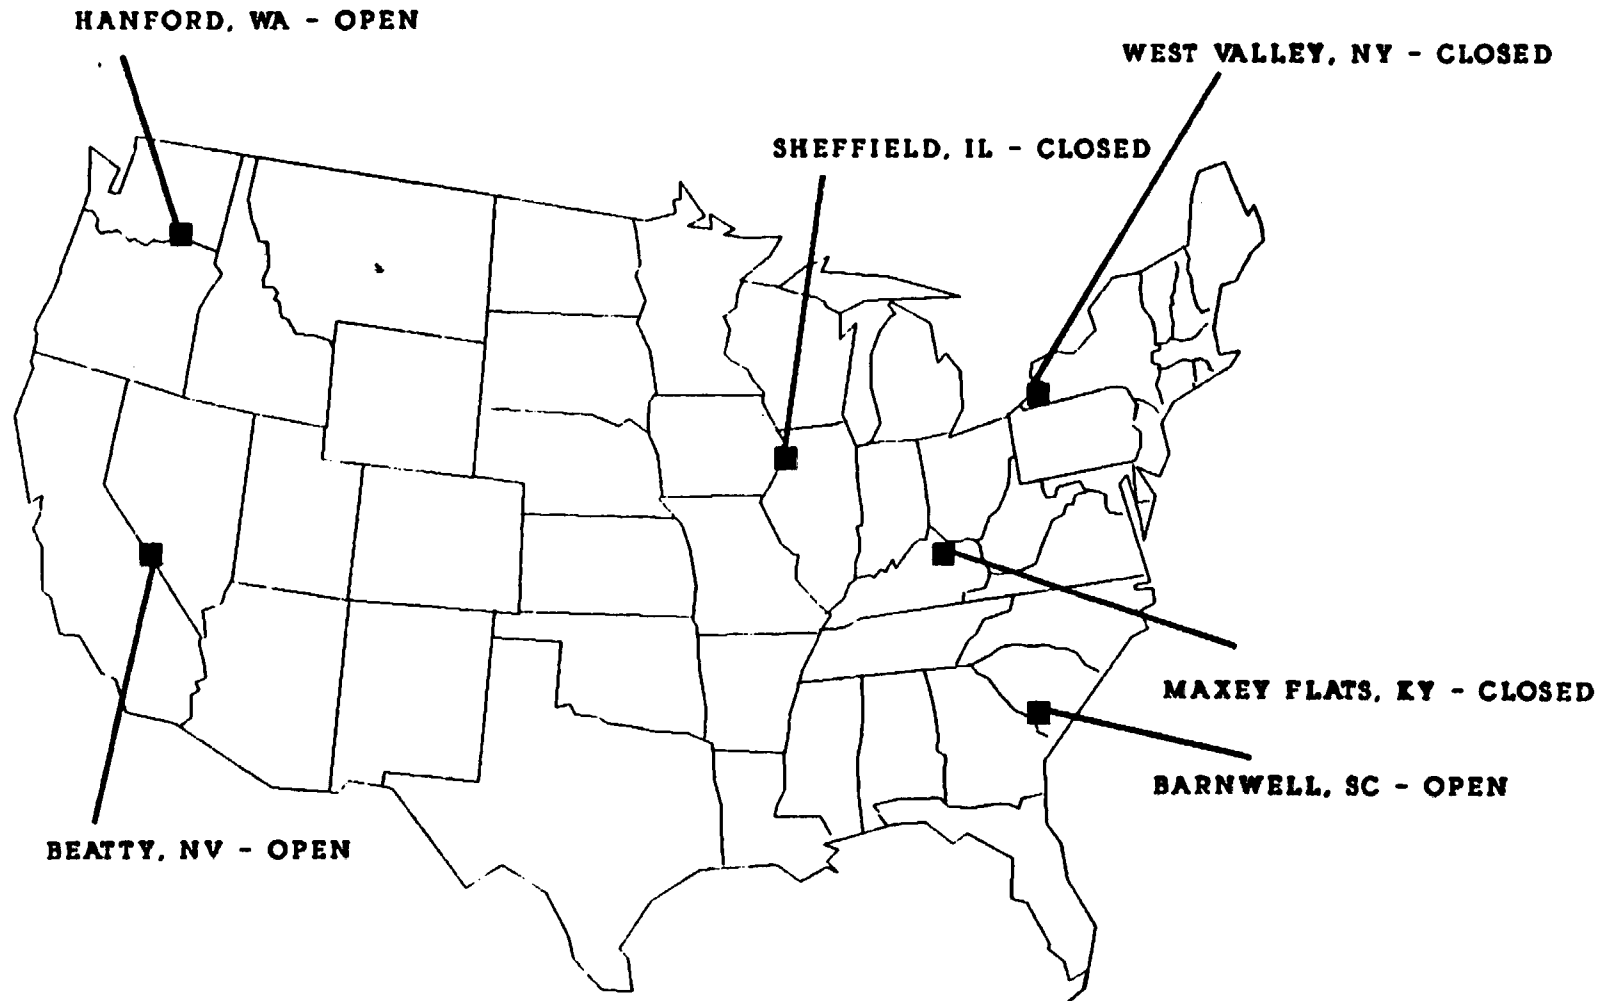 HANFORD, WA - OPEN
WEST VALLEY, NY - CLOSED
SHEFFIELD, IL - CLOSED
MAXEY FLATS, KY - CLOSED
BARNWELL, SC - OPEN
BEATTY, NV - OPEN